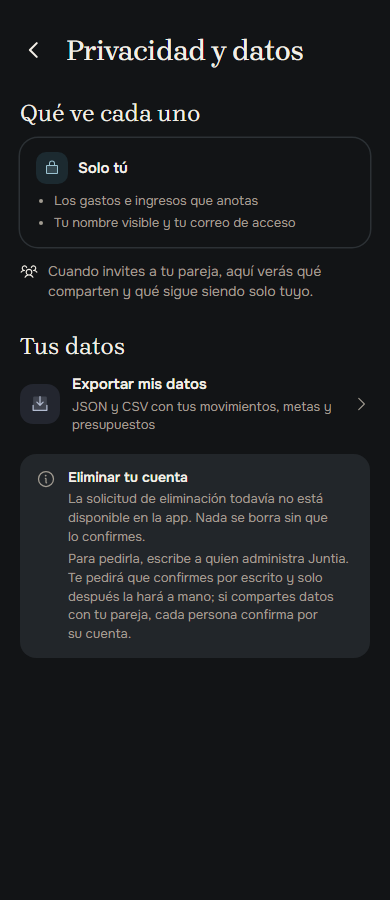 Privacidad y datos
Qué ve cada uno
Solo tú
• Los gastos e ingresos que anotas
• Tu nombre visible y tu correo de acceso
Cuando invites a tu pareja, aquí verás qué
comparten y qué sigue siendo solo tuyo.
Tus datos
Exportar mis datos
JSON y CSV con tus movimientos, metas y
presupuestos
Eliminar tu cuenta
La solicitud de eliminación todavía no está
disponible en la app. Nada se borra sin que
lo confirmes.
Para pedirla, escribe a quien administra Juntia.
Te pedirá que confirmes por escrito y solo
después la hará a mano; si compartes datos
con tu pareja, cada persona confirma por
su cuenta.